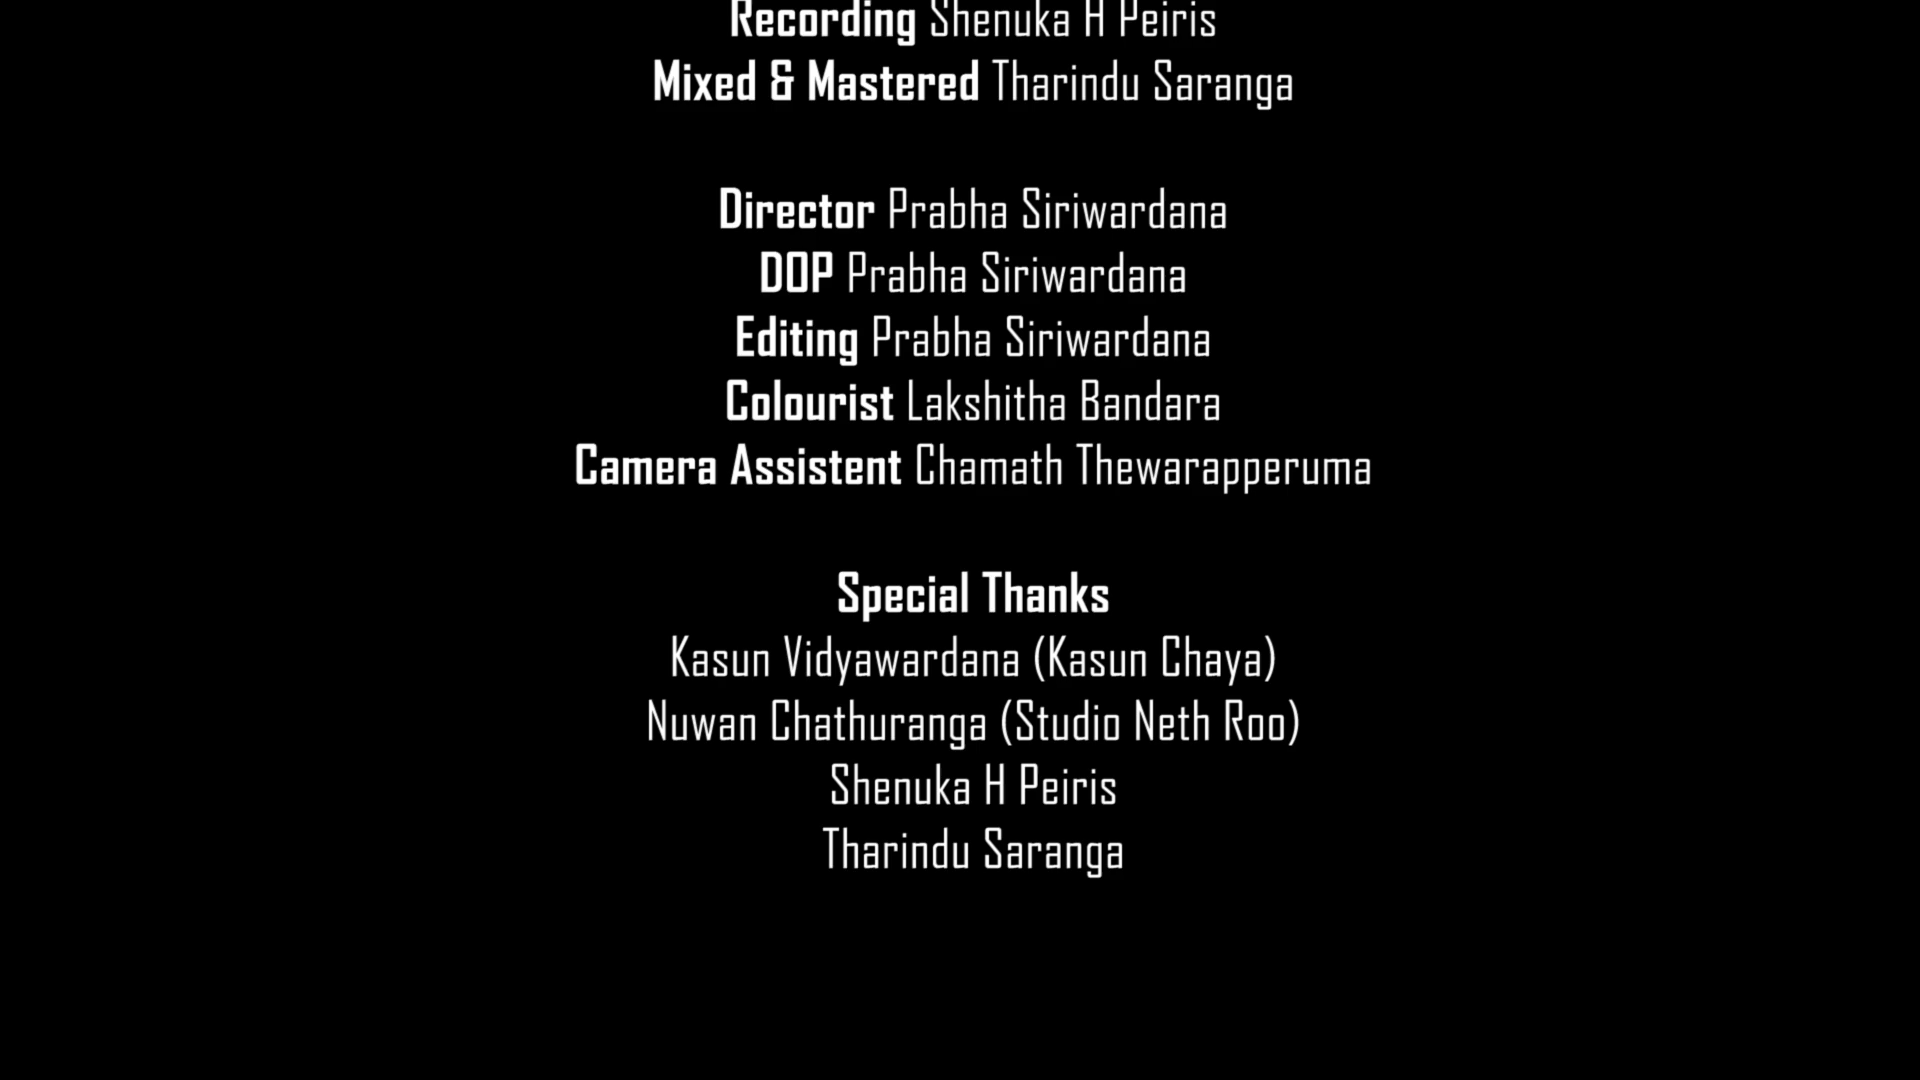 Recording Shenuka H Peiris
Mixed & Mastered Tharindu Saranga
Director Prabha Siriwardana
DOP Prabha Siriwardana
Editing Prabha Siriwardana
Colourist Lakshitha Bandara
Camera Assistent Chamath Thewarapperuma
Special Thanks
Kasun Vidyawardana (Kasun Chaya)
Nuwan Chathuranga (Studio Neth Roo)
Shenuka H Peiris
Tharindu Saranga